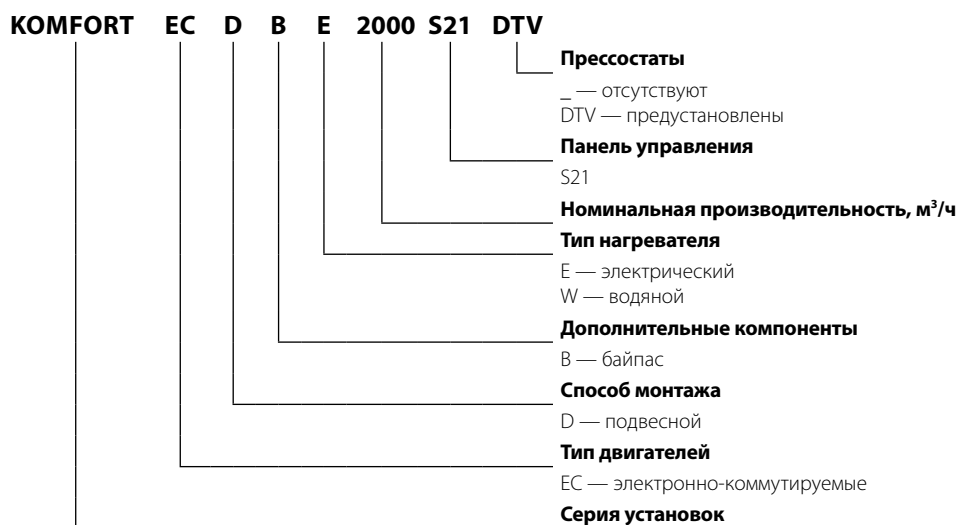 KOMFORT EC D B E 2000 S21 DTV
Прессостаты
_ — отсутствуют
DTV — предустановлены
Панель управления
S21
Номинальная производительность, м³/ч
Тип нагревателя
E — электрический
W — водяной
Дополнительные компоненты
B — байпас
Способ монтажа
D — подвесной
Тип двигателей
EC — электронно-коммутируемые
Серия установок